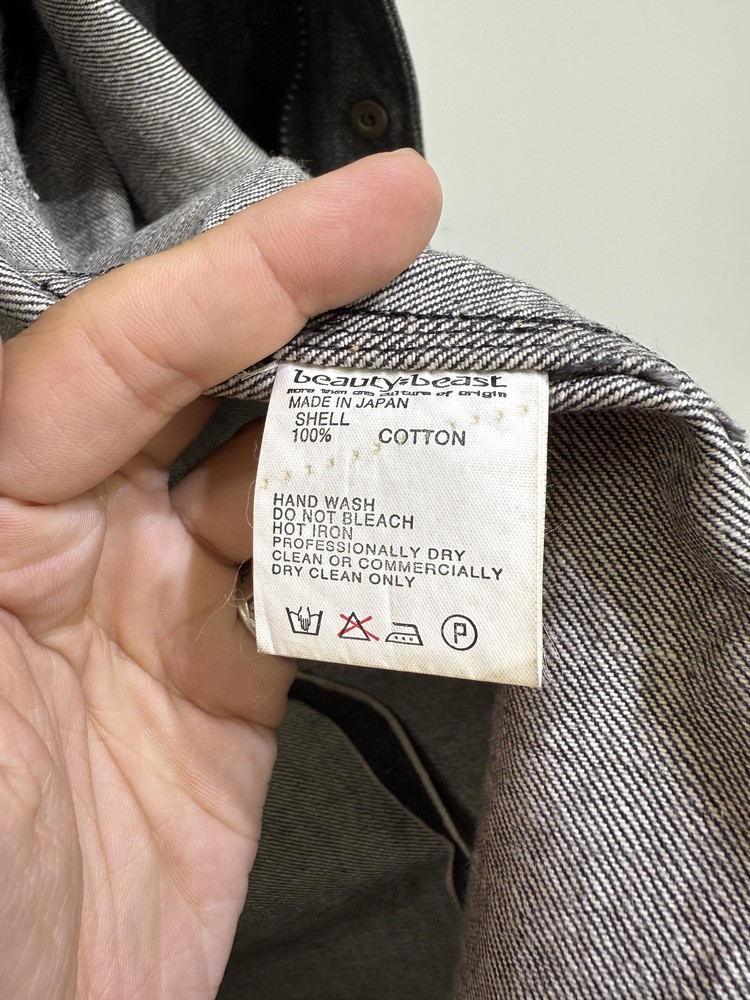 beauty:beast
more than one culture of origin
MADE IN JAPAN
SHELL
100% COTTON
HAND WASH
DO NOT BLEACH
HOT IRON
PROFESSIONALLY DRY
CLEAN OR COMMERCIALLY
DRY CLEAN ONLY
P